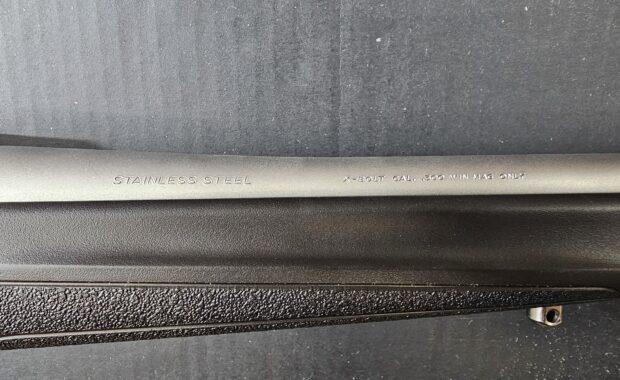 STAINLESS STEEL
X-BOLT CAL. .300 WIN MAG ONLY